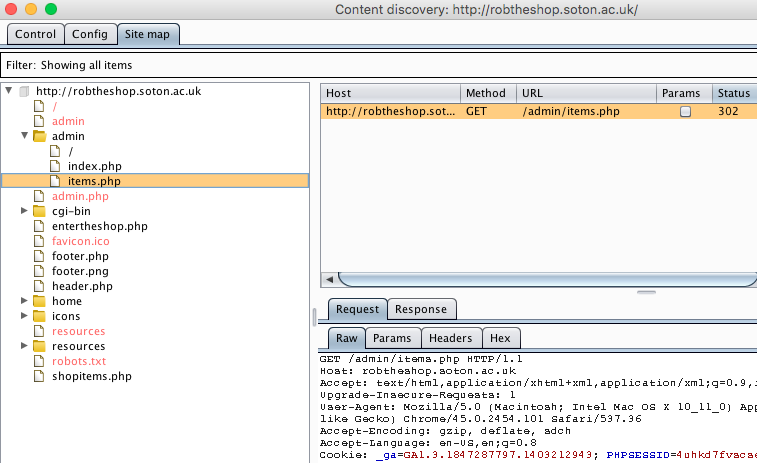 Content discovery: http://robtheshop.soton.ac.uk/
Control Config Site map
Filter: Showing all items
http://robtheshop.soton.ac.uk
/
admin
admin
/
index.php
items.php
admin.php
cgi-bin
entertheshop.php
favicon.ico
footer.php
footer.png
header.php
home
icons
resources
resources
robots.txt
shopitems.php
Host Method URL Params Status
http://robtheshop.sot... GET /admin/items.php 302
Request Response
Raw Params Headers Hex
GET /admin/items.php HTTP/1.1
Host: robtheshop.soton.ac.uk
Accept: text/html,application/xhtml+xml,application/xml;q=0.9,
Upgrade-Insecure-Requests: 1
User-Agent: Mozilla/5.0 (Macintosh; Intel Mac OS X 10_11_0) App
like Gecko) Chrome/45.0.2454.101 Safari/537.36
Accept-Encoding: gzip, deflate, sdch
Accept-Language: en-US,en;q=0.8
Cookie: _ga=GA1.3.1847287797.1403212943;